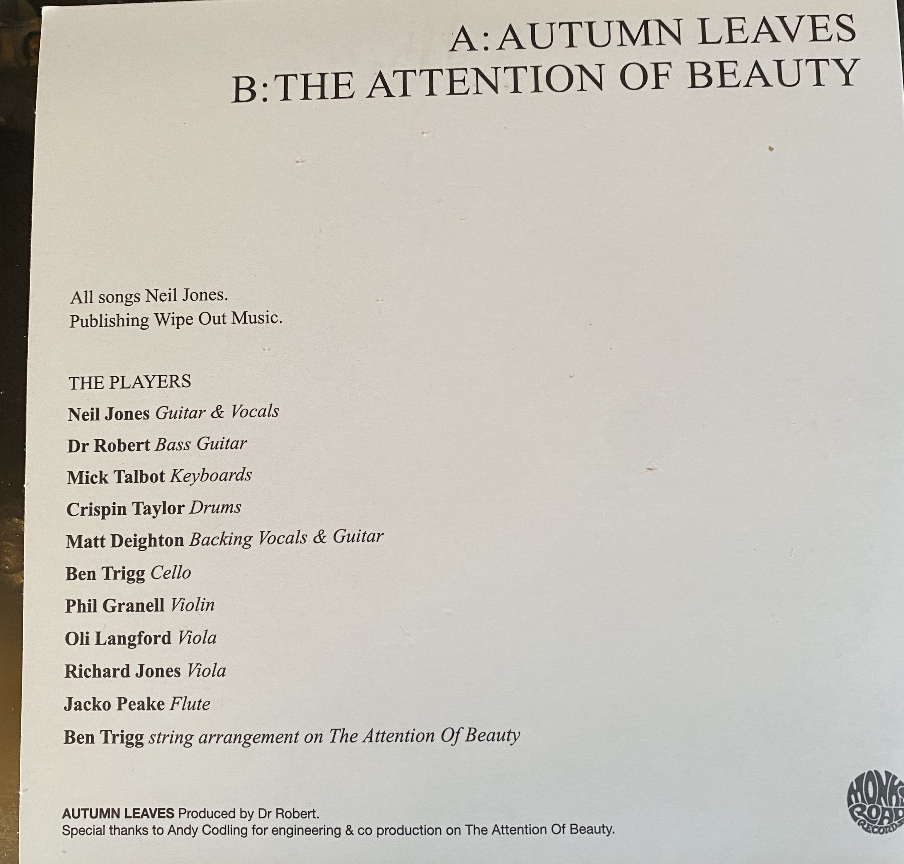 A: AUTUMN LEAVES
B: THE ATTENTION OF BEAUTY
All songs Neil Jones.
Publishing Wipe Out Music.
THE PLAYERS
Neil Jones Guitar & Vocals
Dr Robert Bass Guitar
Mick Talbot Keyboards
Crispin Taylor Drums
Matt Deighton Backing Vocals & Guitar
Ben Trigg Cello
Phil Granell Violin
Oli Langford Viola
Richard Jones Viola
Jacko Peake Flute
Ben Trigg string arrangement on The Attention Of Beauty
AUTUMN LEAVES Produced by Dr Robert.
Special thanks to Andy Codling for engineering & co production on The Attention Of Beauty.
MONKS
ROAD
RECORDS